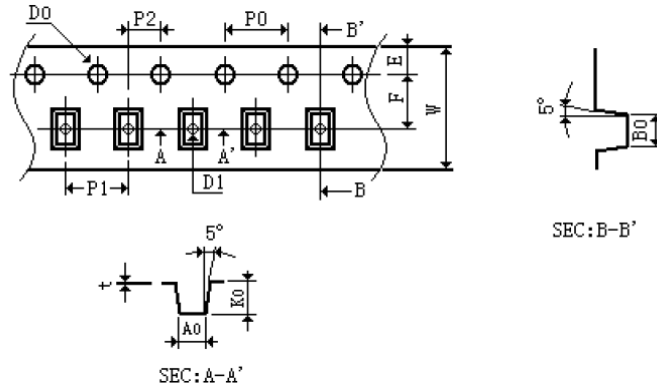 D0
P2
P0
B'
E
F
W
A
A'
D1
P1
B
5°
B0
SEC:B-B'
5°
t
K0
A0
SEC:A-A'